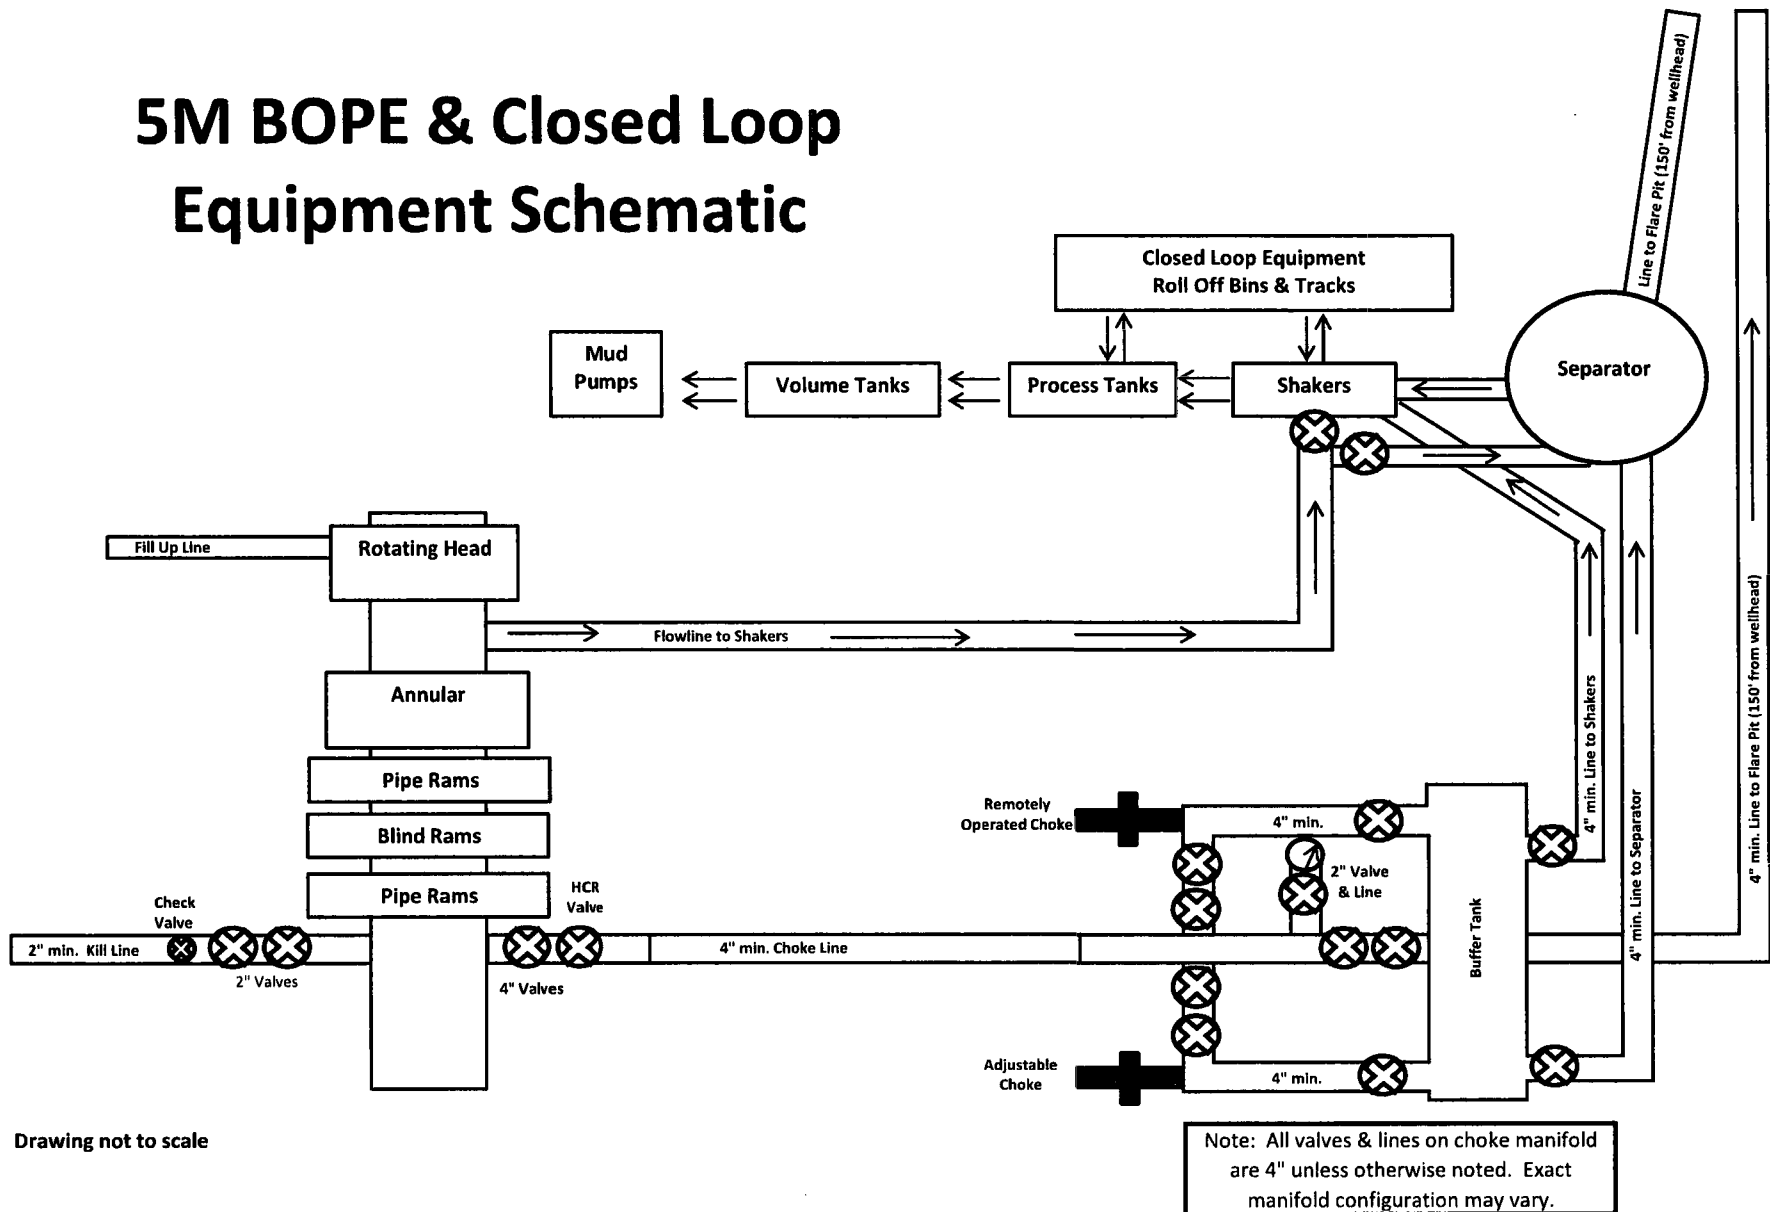 5M BOPE & Closed Loop
Equipment Schematic
Line to Flare Pit (150' from wellhead)
Closed Loop Equipment
Roll Off Bins & Tracks
Mud
Pumps
Volume Tanks
Process Tanks
Shakers
Separator
Fill Up Line
Rotating Head
Flowline to Shakers
Annular
Pipe Rams
Blind Rams
Pipe Rams
Check
Valve
HCR
Valve
2" min. Kill Line
2" Valves
4" Valves
4" min. Choke Line
Remotely
Operated Choke
4" min.
2" Valve
& Line
Buffer Tank
4" min. Line to Shakers
4" min. Line to Separator
4" min. Line to Flare Pit (150' from wellhead)
Adjustable
Choke
4" min.
Drawing not to scale
Note: All valves & lines on choke manifold
are 4" unless otherwise noted. Exact
manifold configuration may vary.